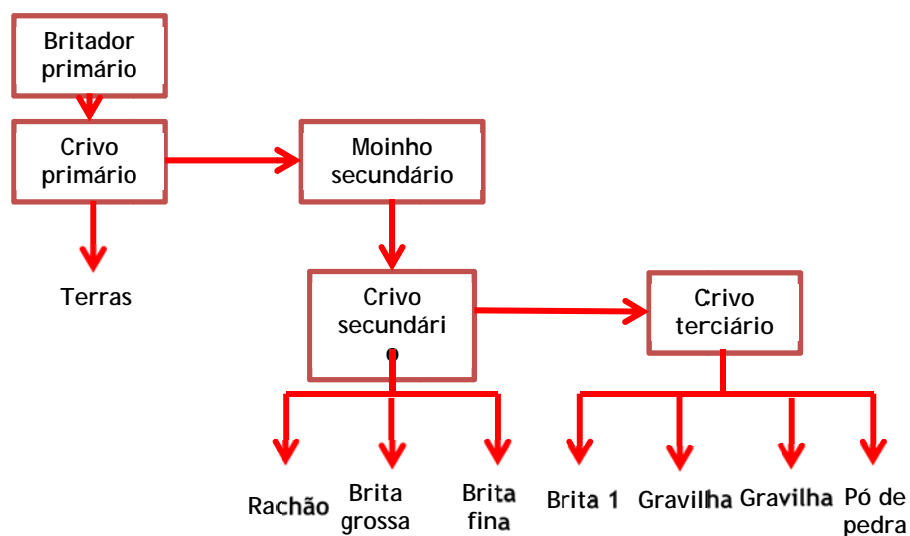 Britador
primário
Crivo
primário
Moinho
secundário
Terras
Crivo
secundári
o
Crivo
terciário
Rachão
Brita
grossa
Brita
fina
Brita 1
Gravilha
Gravilha
Pó de
pedra